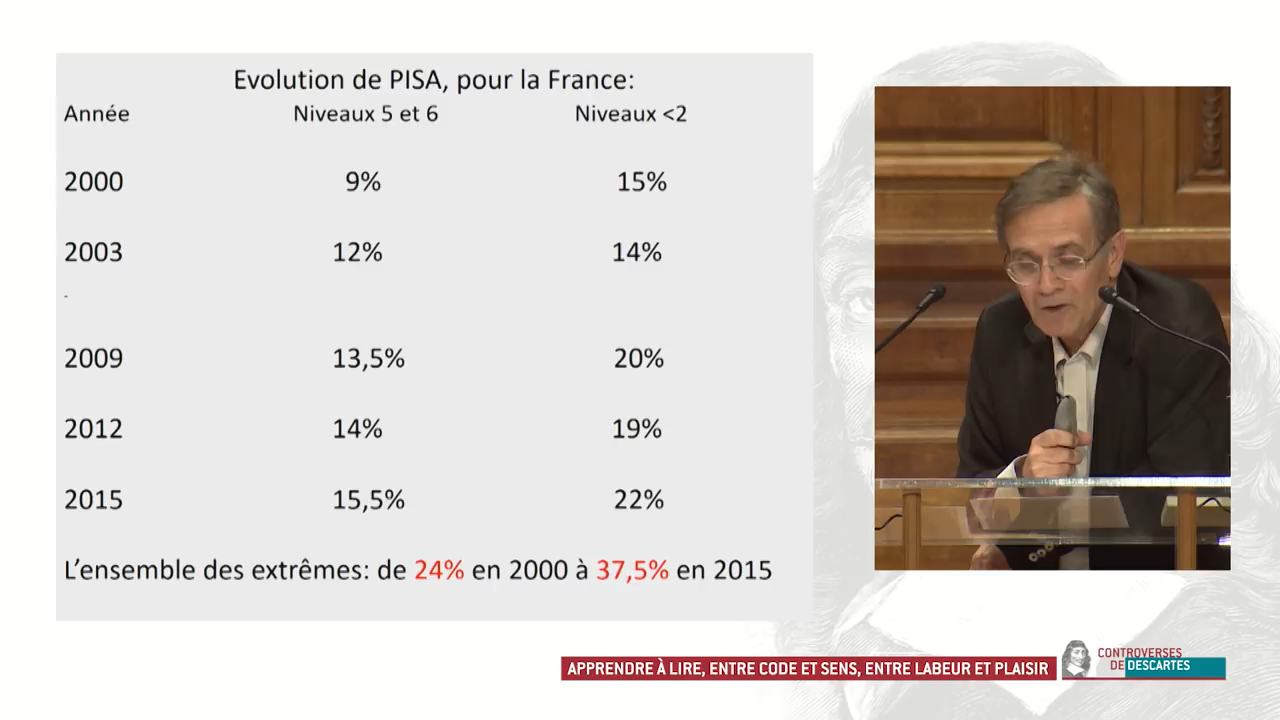 Evolution de PISA, pour la France:
Année Niveaux 5 et 6 Niveaux <2
2000 9% 15%
2003 12% 14%
.
2009 13,5% 20%
2012 14% 19%
2015 15,5% 22%
L’ensemble des extrêmes: de 24% en 2000 à 37,5% en 2015
APPRENDRE À LIRE, ENTRE CODE ET SENS, ENTRE LABEUR ET PLAISIR
CONTROVERSES
DE DESCARTES